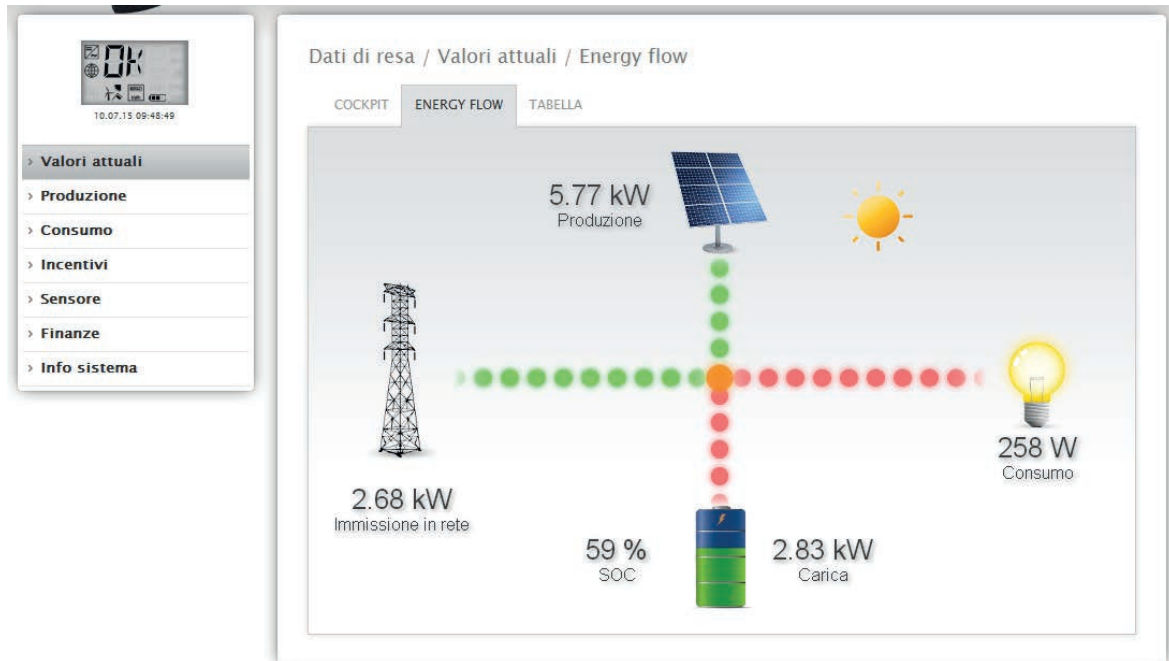 OK
10.07.15 09:48:49
› Valori attuali
› Produzione
› Consumo
› Incentivi
› Sensore
› Finanze
› Info sistema
Dati di resa / Valori attuali / Energy flow
COCKPIT ENERGY FLOW TABELLA
5.77 kW
Produzione
258 W
Consumo
2.68 kW
Immissione in rete
59 %
SOC
2.83 kW
Carica